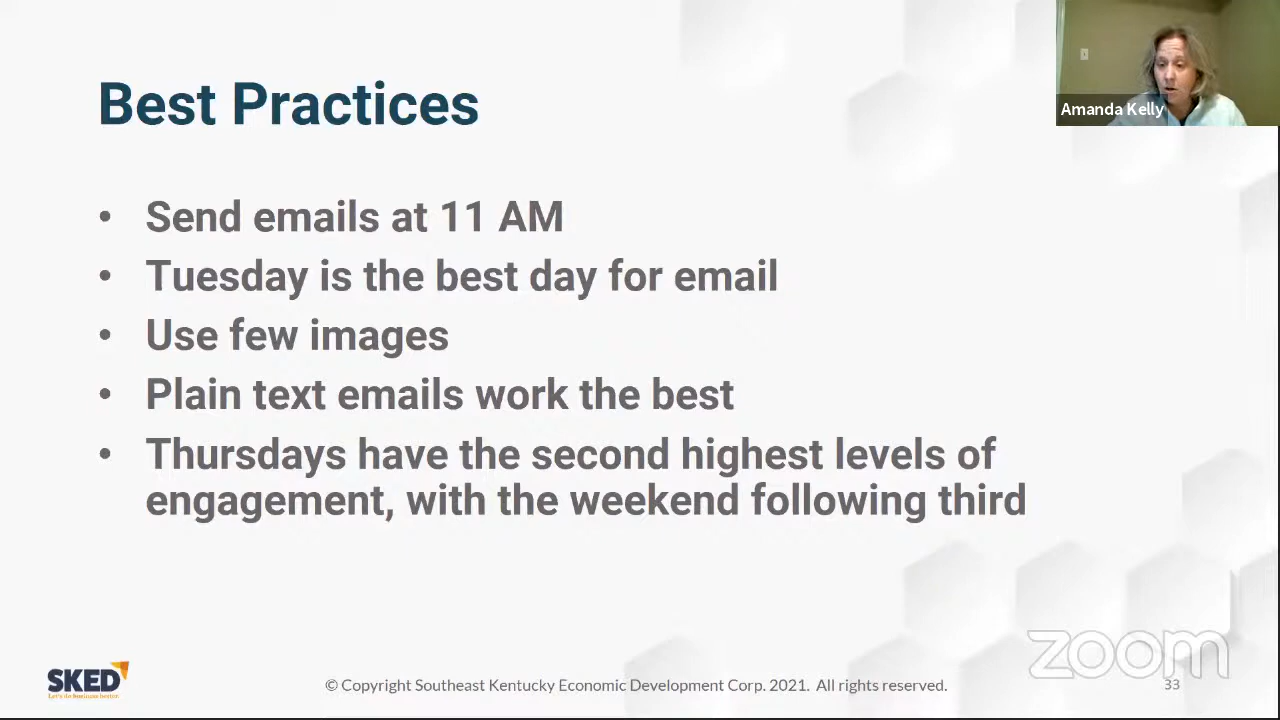 Best Practices
Amanda Kelly
• Send emails at 11 AM
• Tuesday is the best day for email
• Use few images
• Plain text emails work the best
• Thursdays have the second highest levels of
engagement, with the weekend following third
SKED
Let's do business better.
© Copyright Southeast Kentucky Economic Development Corp. 2021. All rights reserved.
zoom
33